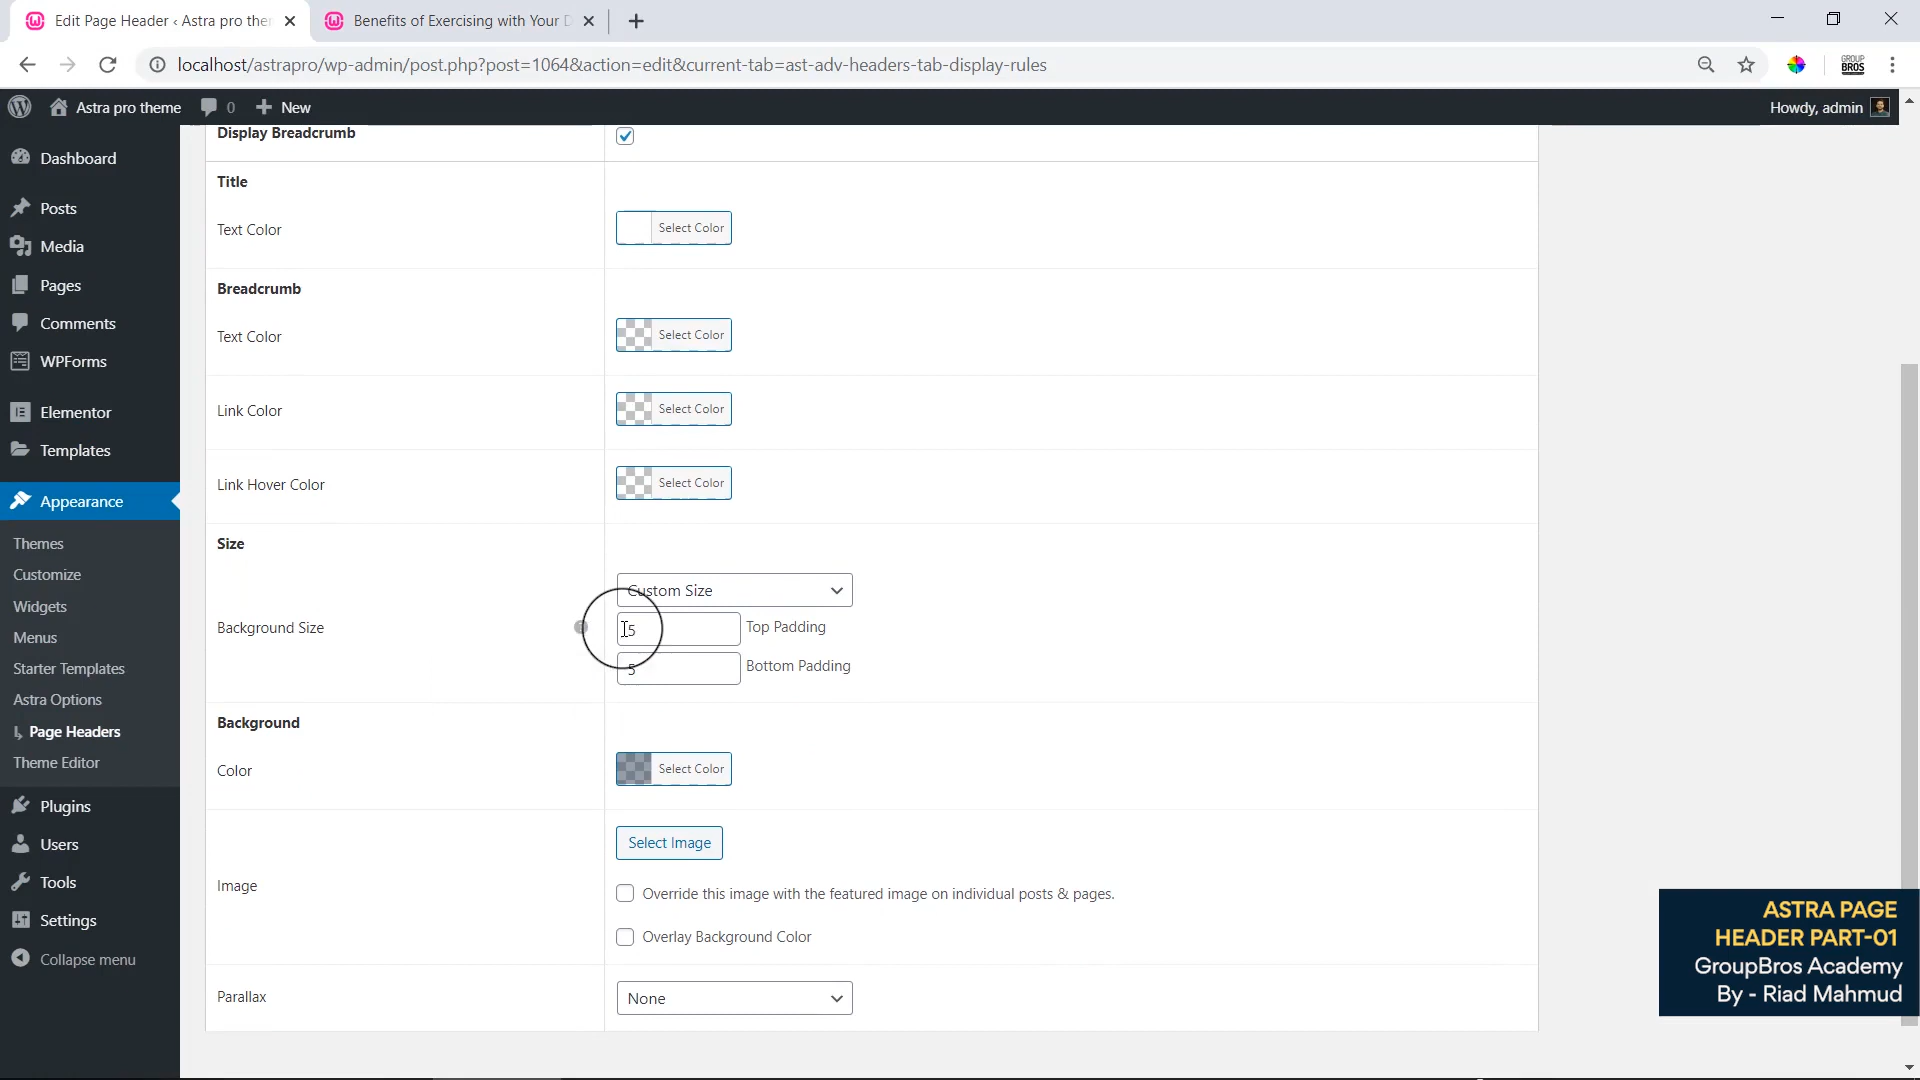 Edit Page Header ‹ Astra pro the
Benefits of Exercising with Your D
localhost/astrapro/wp-admin/post.php?post=1064&action=edit&current-tab=ast-adv-headers-tab-display-rules
GROUP
BROS
Astra pro theme
0
New
Howdy, admin
Dashboard
Posts
Media
Pages
Comments
WPForms
Elementor
Templates
Appearance
Themes
Customize
Widgets
Menus
Starter Templates
Astra Options
Page Headers
Theme Editor
Plugins
Users
Tools
Settings
Collapse menu
Display Breadcrumb
Title
Text Color
Select Color
Breadcrumb
Text Color
Select Color
Link Color
Select Color
Link Hover Color
Select Color
Size
Background Size
Custom Size
5 Top Padding
5 Bottom Padding
Background
Color
Select Color
Image
Select Image
Override this image with the featured image on individual posts & pages.
Overlay Background Color
Parallax
None
ASTRA PAGE
HEADER PART-01
GroupBros Academy
By - Riad Mahmud